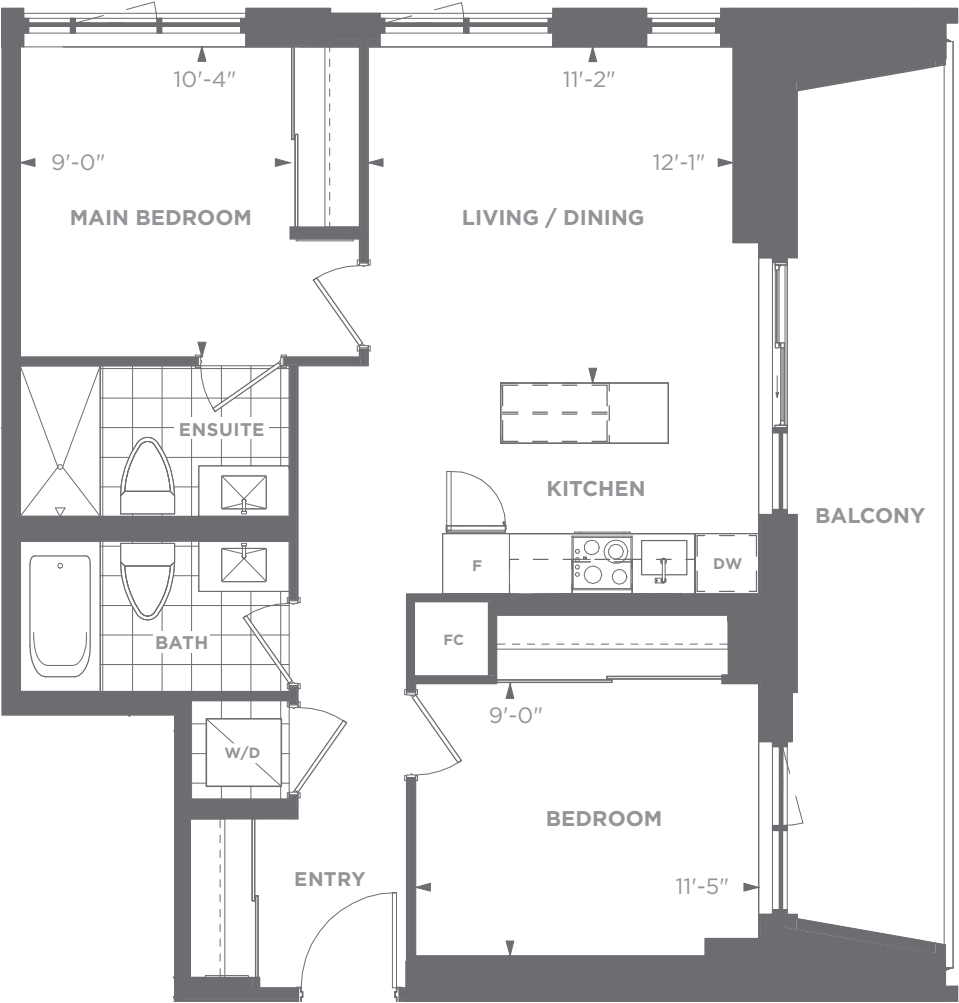 10'-4"
11'-2"
9'-0"
12'-1"
MAIN BEDROOM
LIVING / DINING
ENSUITE
KITCHEN
BALCONY
F
DW
BATH
FC
9'-0"
W/D
BEDROOM
ENTRY
11'-5"